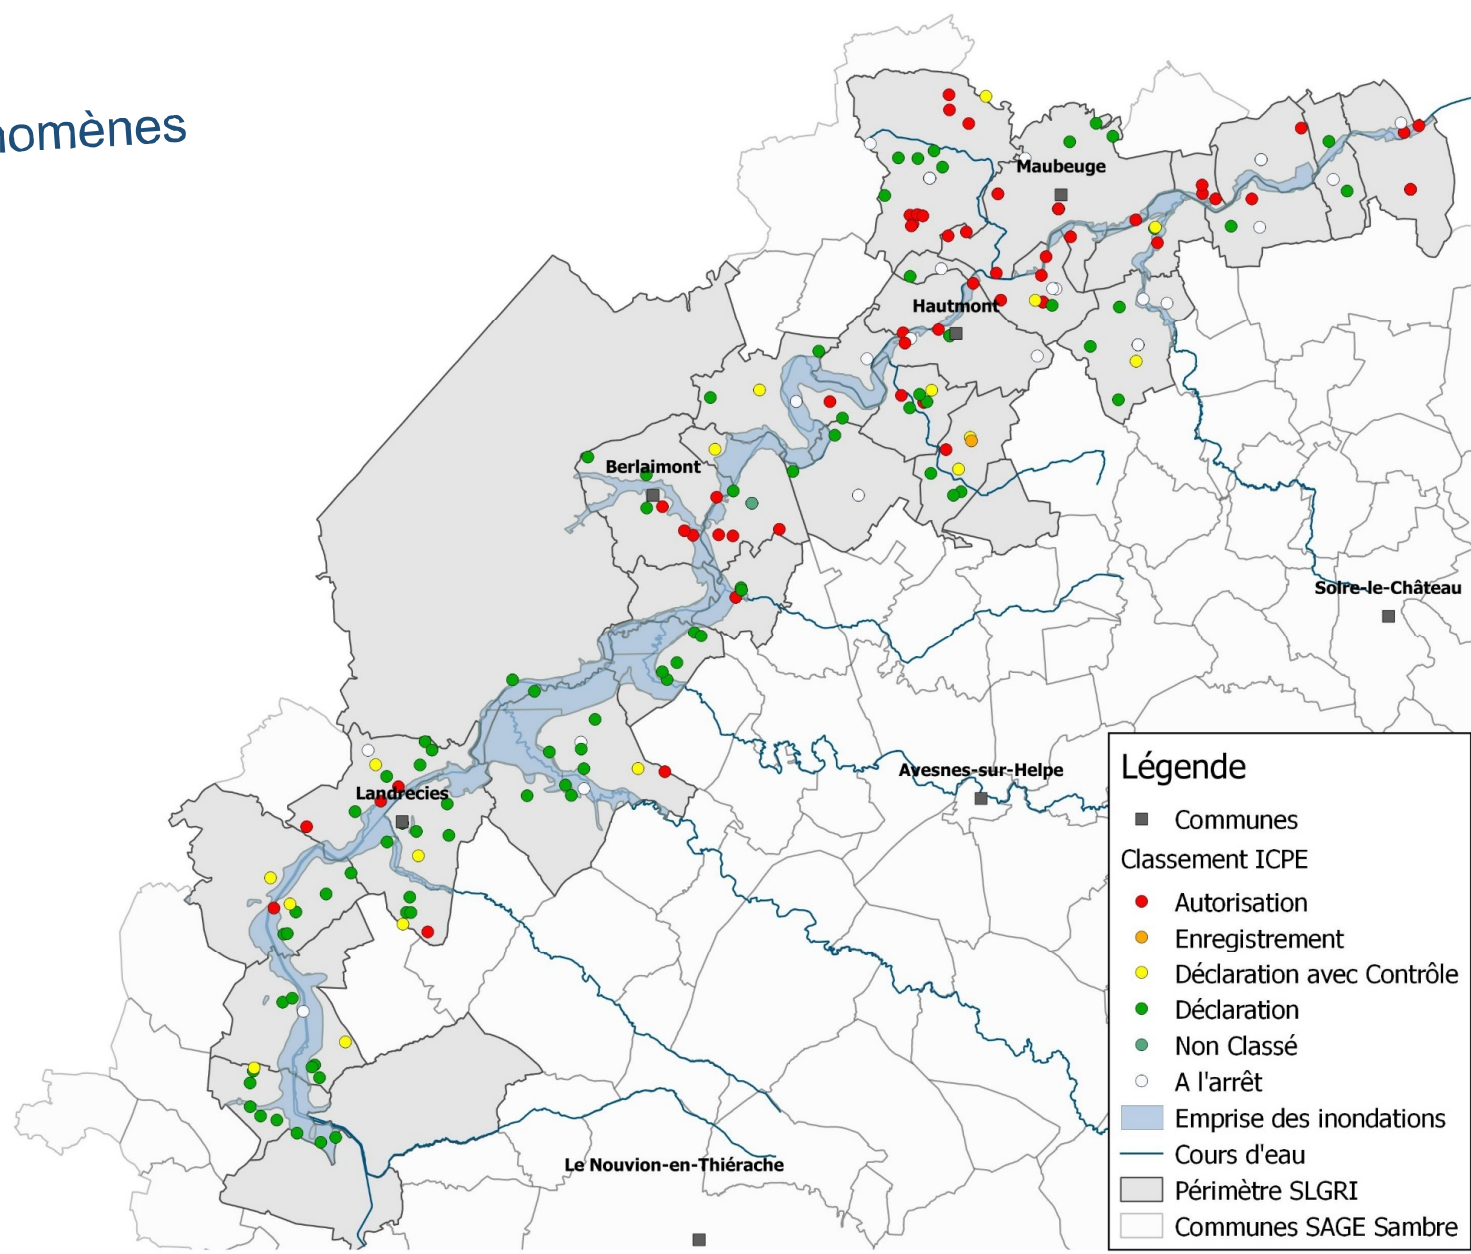 nomènes
Maubeuge
Hautmont
Berlaimont
Solre-le-Château
Avesnes-sur-Helpe
Landrecies
Le Nouvion-en-Thiérache
Légende
Communes
Classement ICPE
Autorisation
Enregistrement
Déclaration avec Contrôle
Déclaration
Non Classé
A l'arrêt
Emprise des inondations
Cours d'eau
Périmètre SLGRI
Communes SAGE Sambre